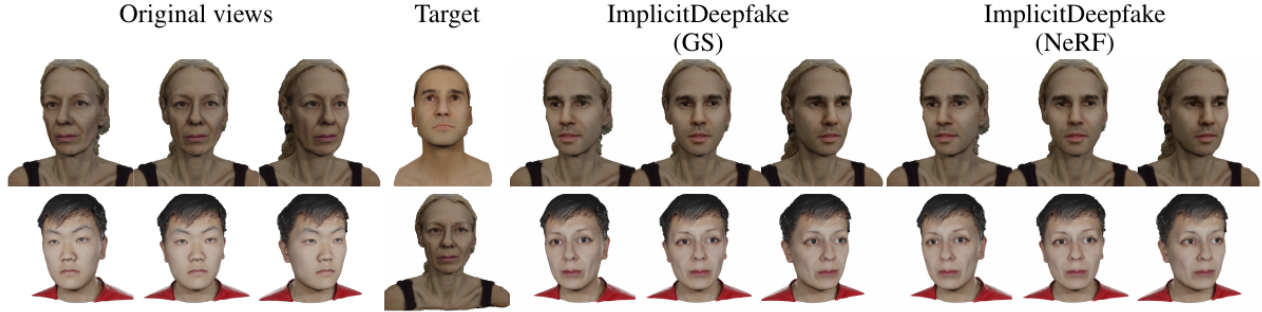 Original views
Target
ImplicitDeepfake
(GS)
ImplicitDeepfake
(NeRF)